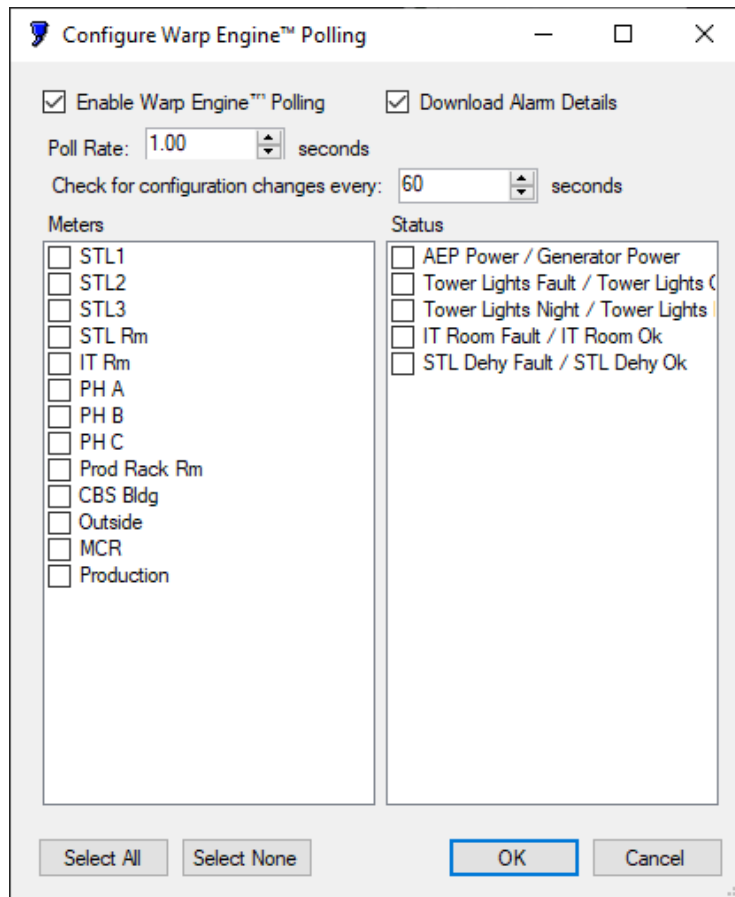 Configure Warp Engine™ Polling
Enable Warp Engine™ Polling Download Alarm Details
Poll Rate: 1.00 seconds
Check for configuration changes every: 60 seconds
Meters
STL1
STL2
STL3
STL Rm
IT Rm
PH A
PH B
PH C
Prod Rack Rm
CBS Bldg
Outside
MCR
Production
Status
AEP Power / Generator Power
Tower Lights Fault / Tower Lights
Tower Lights Night / Tower Lights
IT Room Fault / IT Room Ok
STL Dehy Fault / STL Dehy Ok
Select All Select None OK Cancel